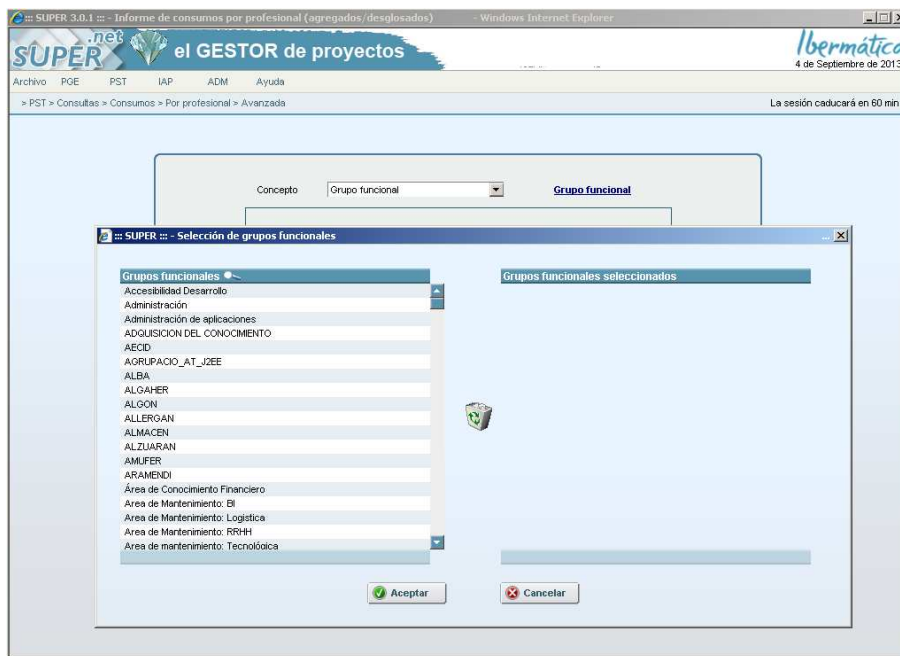 ::: SUPER 3.0.1 ::: - Informe de consumos por profesional (agregados/desglosados) - Windows Internet Explorer
SUPER.net el GESTOR de proyectos
Ibermática
4 de Septiembre de 2013
Archivo PGE PST IAP ADM Ayuda
> PST > Consultas > Consumos > Por profesional > Avanzada
La sesión caducará en 60 min
Concepto Grupo funcional Grupo funcional
::: SUPER ::: - Selección de grupos funcionales
Grupos funcionales
Grupos funcionales seleccionados
Accesibilidad Desarrollo
Administración
Administración de aplicaciones
ADQUISICION DEL CONOCIMIENTO
AECID
AGRUPACIO_AT_J2EE
ALBA
ALGAHER
ALGON
ALLERGAN
ALMACEN
ALZUARAN
AMUFER
ARAMENDI
Área de Conocimiento Financiero
Area de Mantenimiento: BI
Area de Mantenimiento: Logistica
Area de Mantenimiento: RRHH
Area de mantenimiento: Tecnológica
Aceptar Cancelar